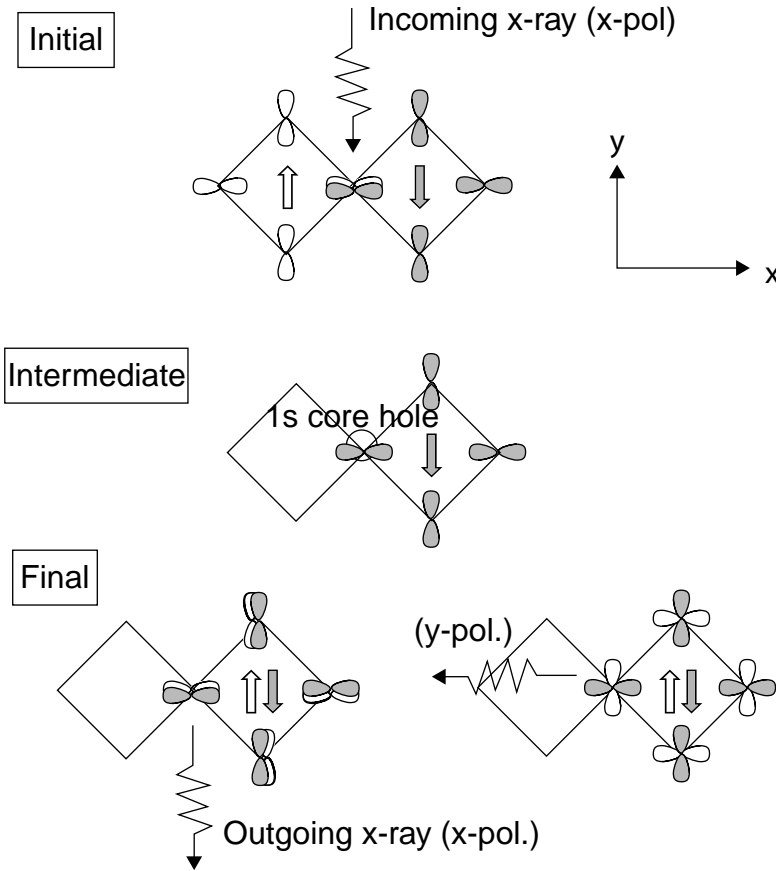 Initial
Incoming x-ray (x-pol)
y
x
Intermediate
1s core hole
Final
(y-pol.)
Outgoing x-ray (x-pol.)